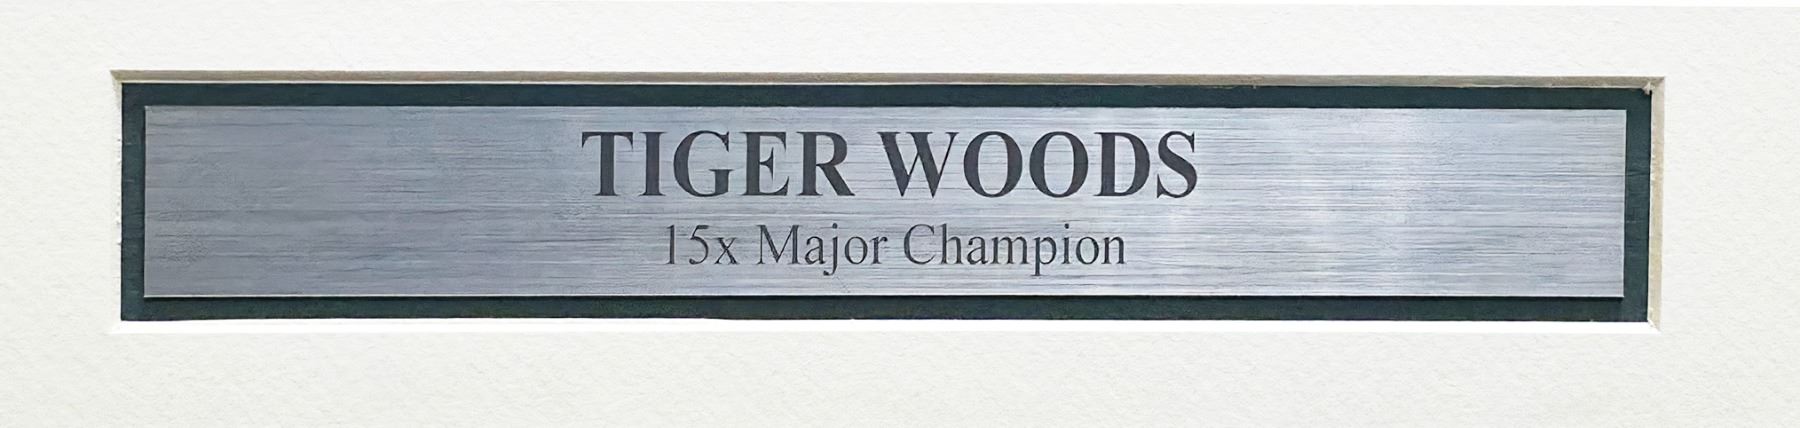 TIGER WOODS
15x Major Champion